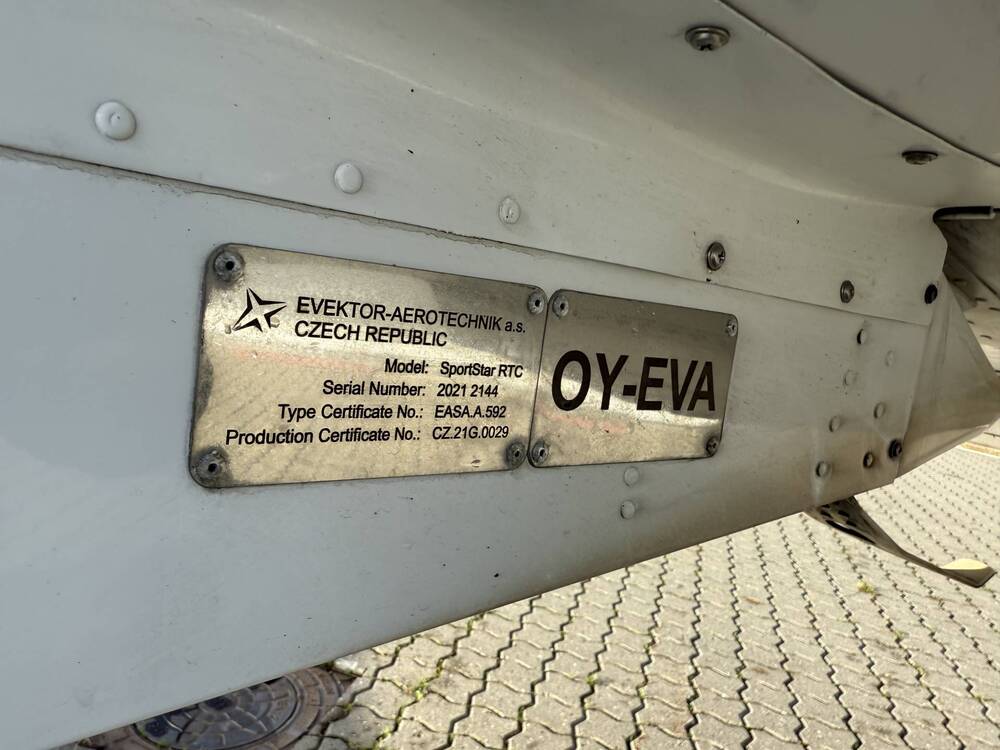 EVEKTOR-AEROTECHNIK a.s.
CZECH REPUBLIC
Model: SportStar RTC
Serial Number: 2021 2144
Type Certificate No.: EASA.A.592
Production Certificate No.: CZ.21G.0029
OY-EVA